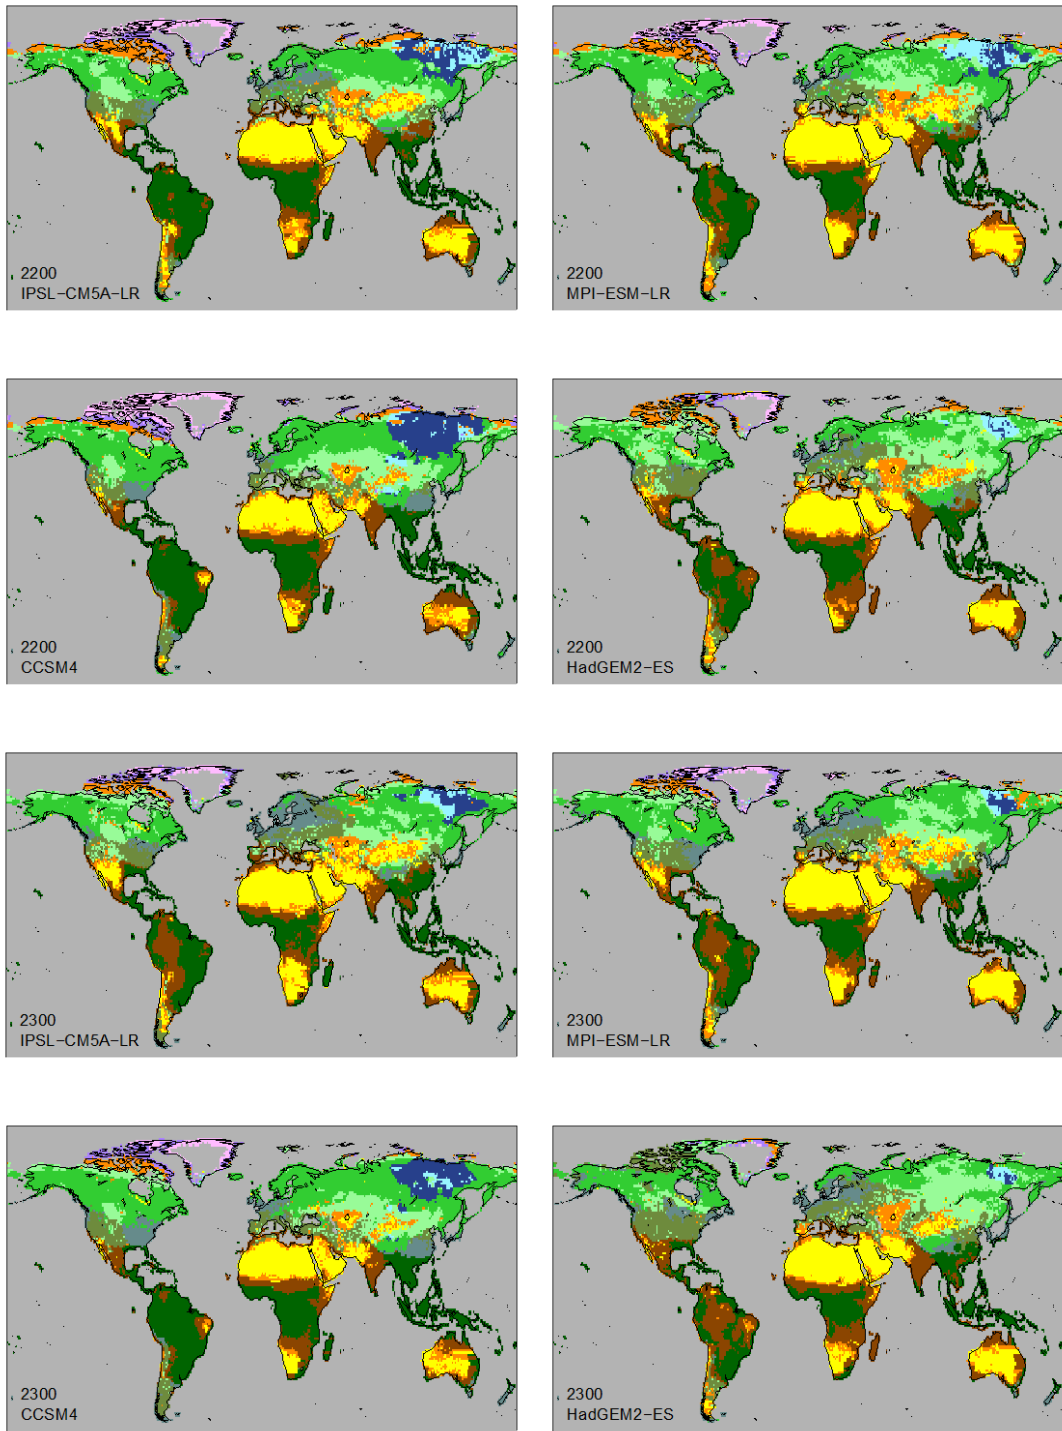 2200
IPSL-CM5A-LR
2200
MPI-ESM-LR
2200
CCSM4
2200
HadGEM2-ES
2300
IPSL-CM5A-LR
2300
MPI-ESM-LR
2300
CCSM4
2300
HadGEM2-ES